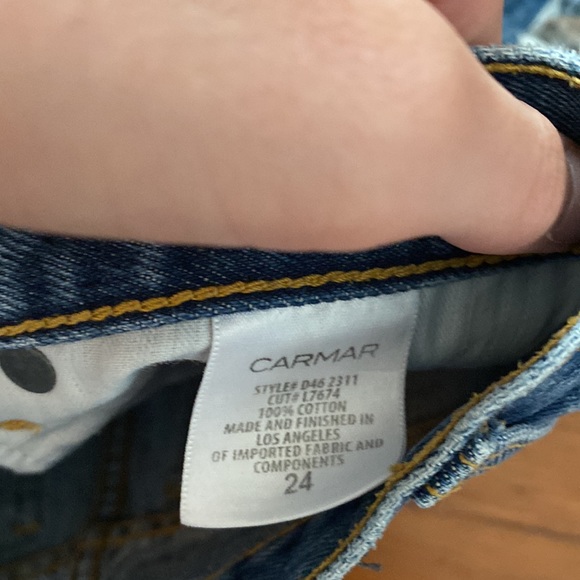 CARMAR
STYLE# D46 2311
CUT# L7674
100% COTTON
MADE AND FINISHED IN
LOS ANGELES
OF IMPORTED FABRIC AND
COMPONENTS
24